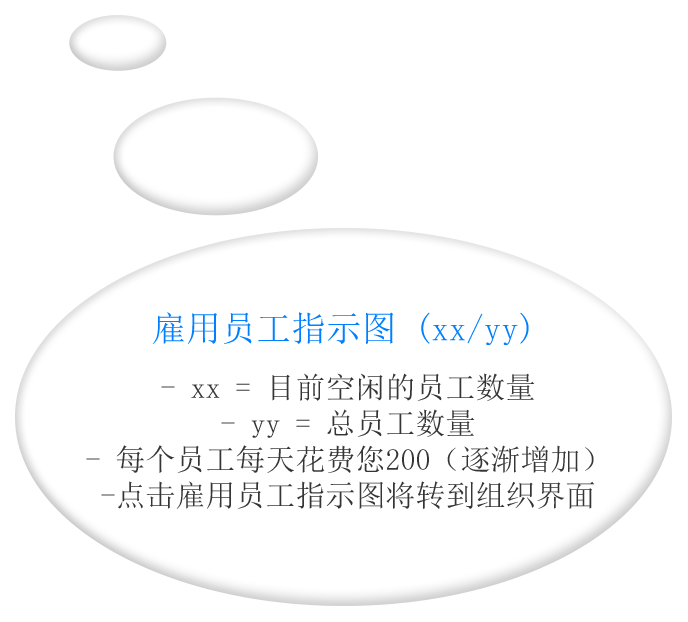 雇用员工指示图 (xx/yy)
- xx = 目前空闲的员工数量
- yy = 总员工数量
- 每个员工每天花费您200（逐渐增加）
-点击雇用员工指示图将转到组织界面